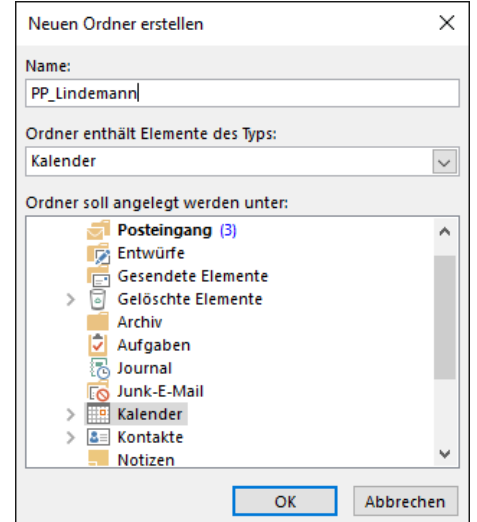 Neuen Ordner erstellen
Name:
PP_Lindemann
Ordner enthält Elemente des Typs:
Kalender
Ordner soll angelegt werden unter:
Posteingang (3)
Entwürfe
Gesendete Elemente
Gelöschte Elemente
Archiv
Aufgaben
Journal
Junk-E-Mail
Kalender
Kontakte
Notizen
OK Abbrechen